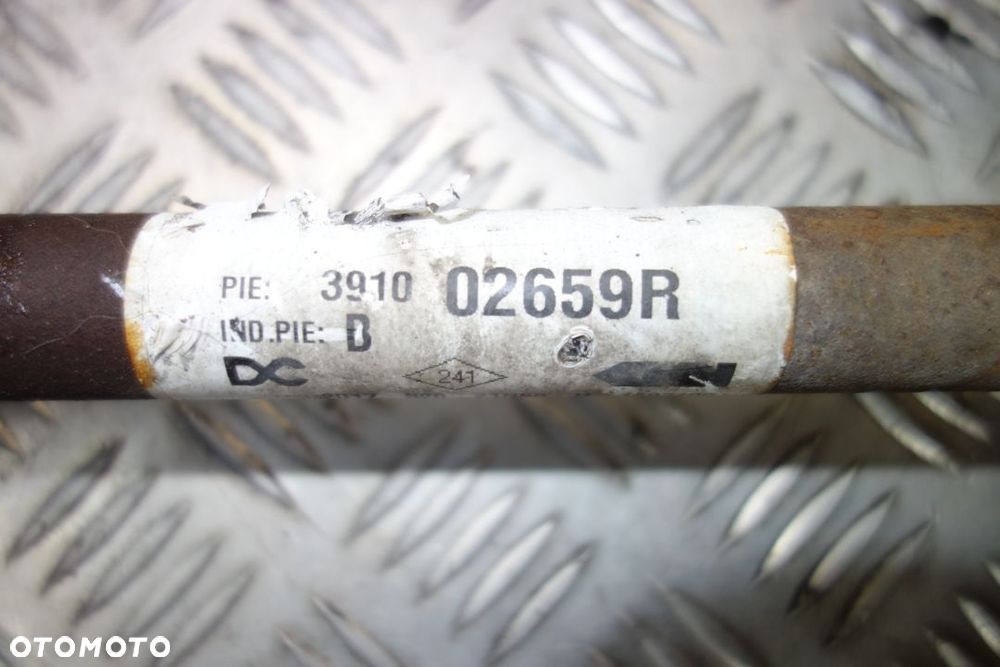 PIE: 3910 02659R
IND.PIE: B
DC 241
OTOMOTO